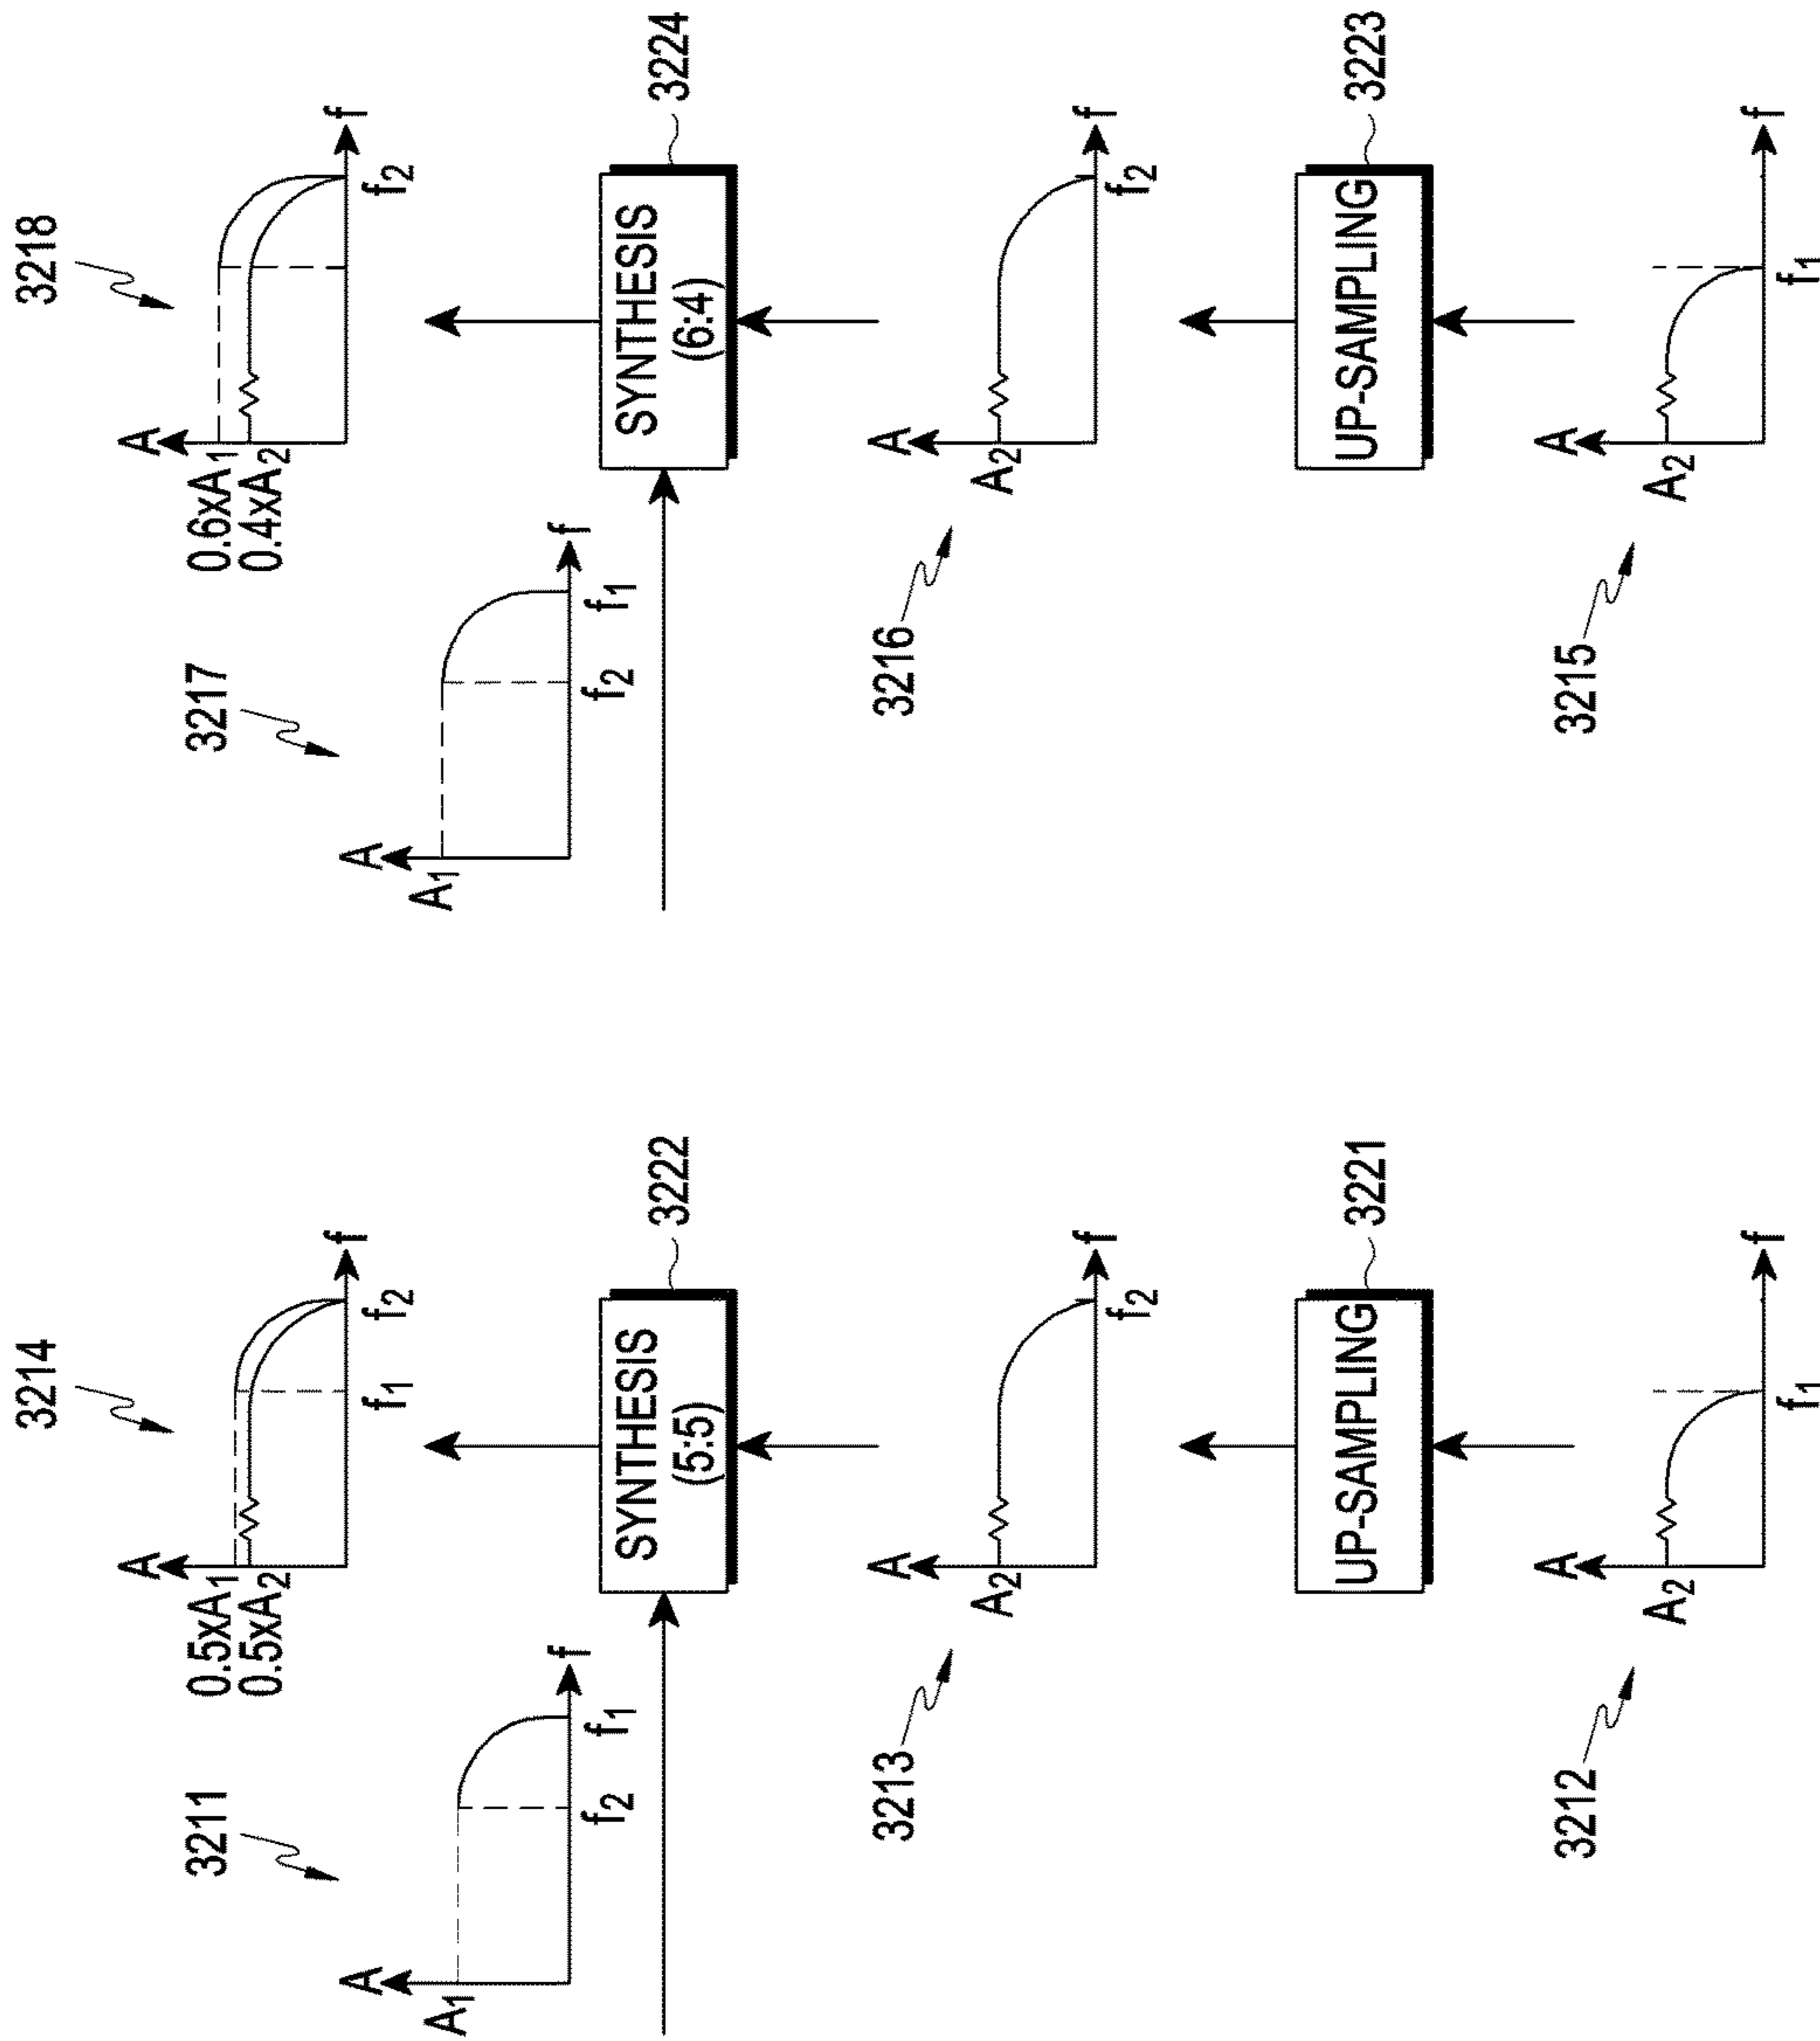 3214
A
0.5xA₁
0.5xA₂
f₁
f₂
f
3211
A
A₁
f₂
f₁
f
SYNTHESIS
(5:5)
3222
3213
A
A₂
f₂
f
UP-SAMPLING
3221
3212
A
A₂
f₁
f
3218
A
0.6xA₁
0.4xA₂
f₂
f
3217
A
A₁
f₂
f₁
f
SYNTHESIS
(6:4)
3224
3216
A
A₂
f₂
f
UP-SAMPLING
3223
3215
A
A₂
f₁
f